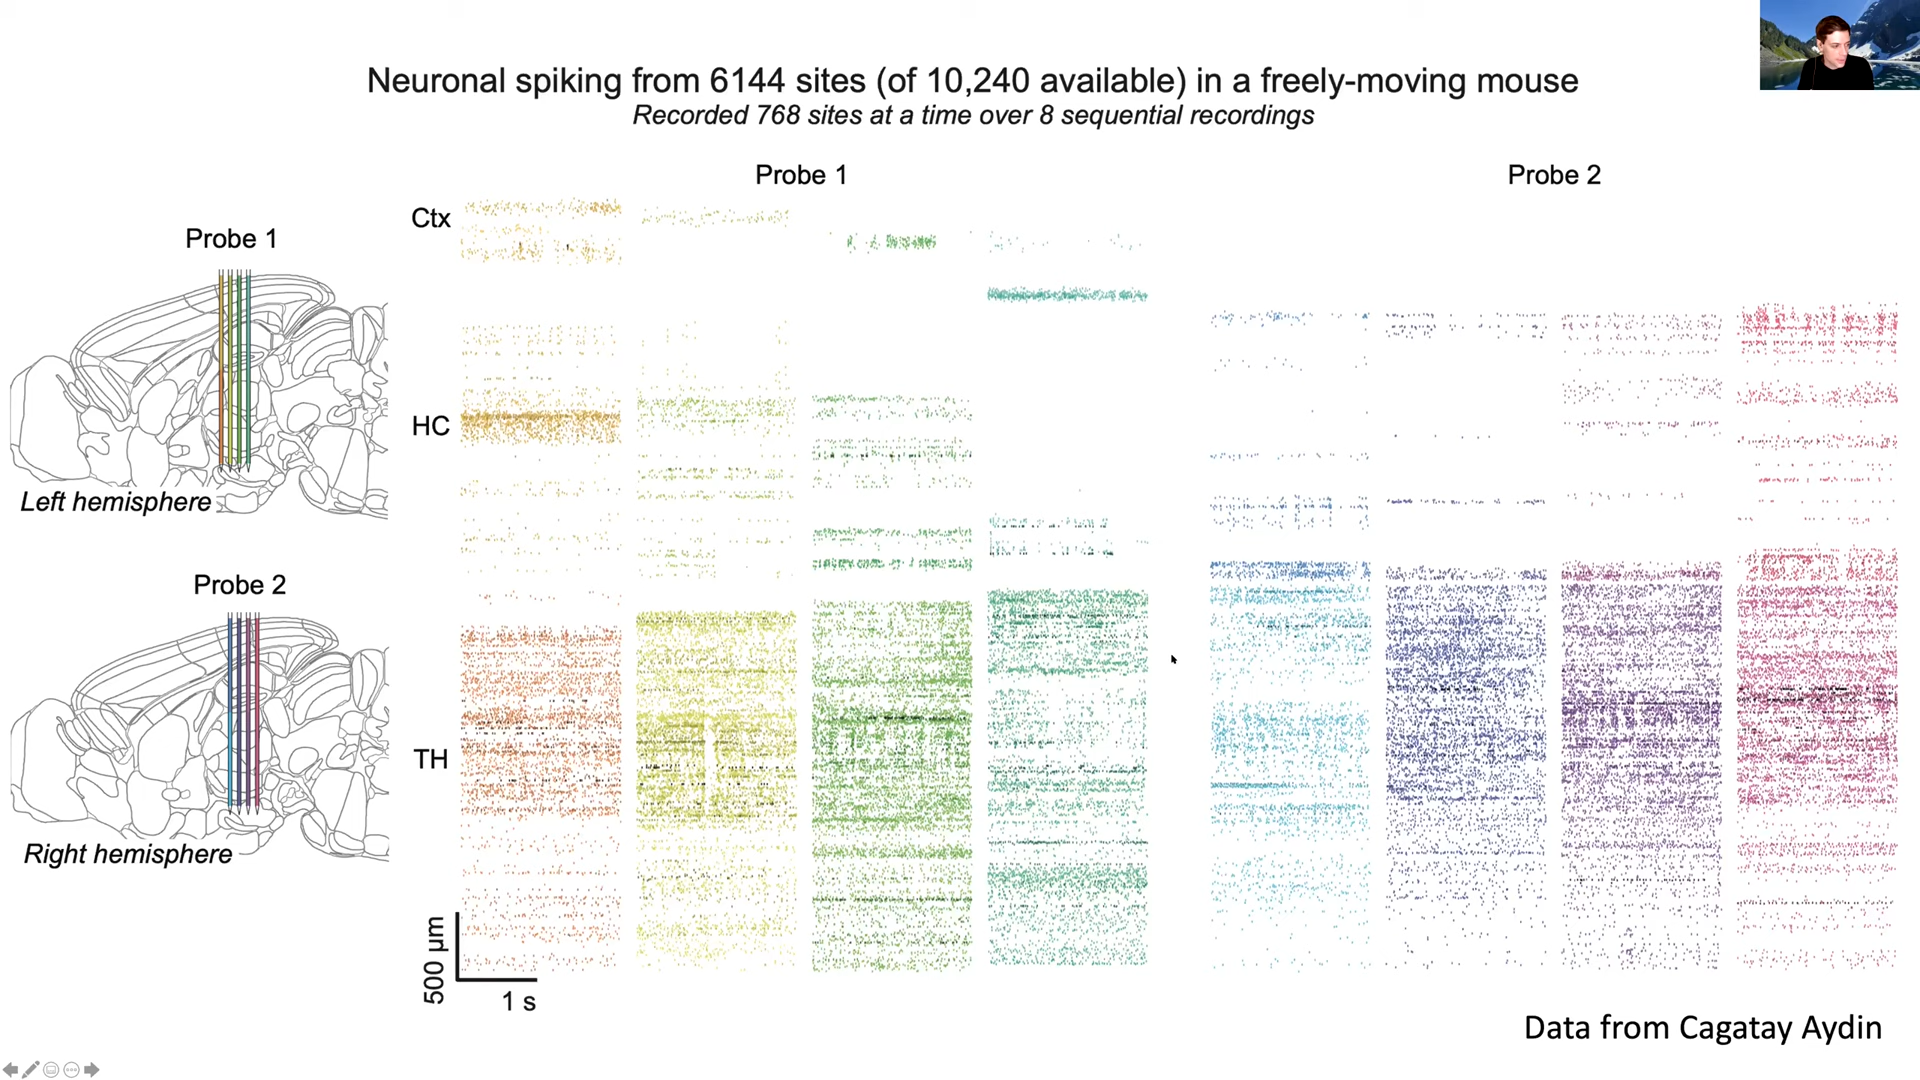 Neuronal spiking from 6144 sites (of 10,240 available) in a freely-moving mouse
Recorded 768 sites at a time over 8 sequential recordings
Probe 1
Probe 2
Ctx
Probe 1
HC
Left hemisphere
Probe 2
TH
Right hemisphere
500 µm
1 s
Data from Cagatay Aydin